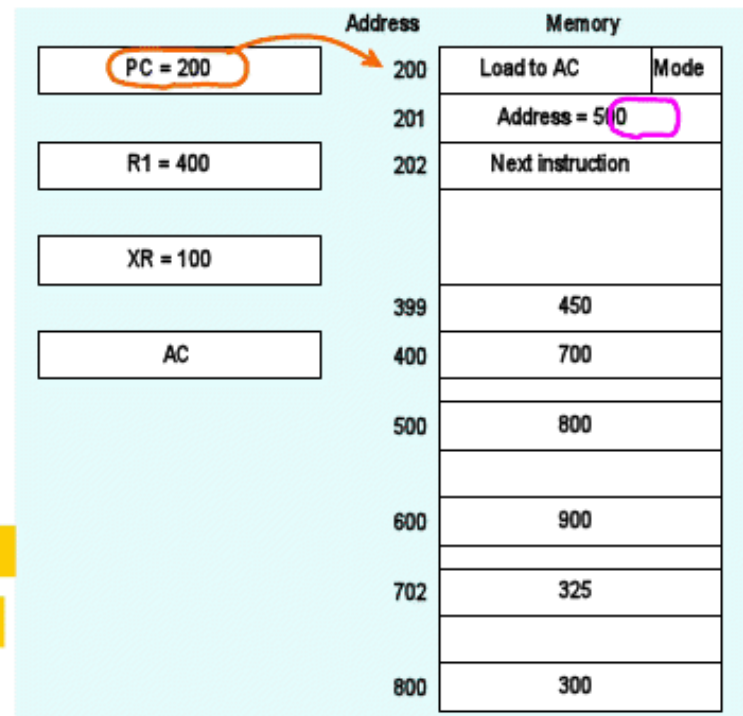 Address Memory
PC = 200 200 Load to AC Mode
201 Address = 500
R1 = 400 202 Next instruction
XR = 100
399 450
AC 400 700
500 800
600 900
702 325
800 300